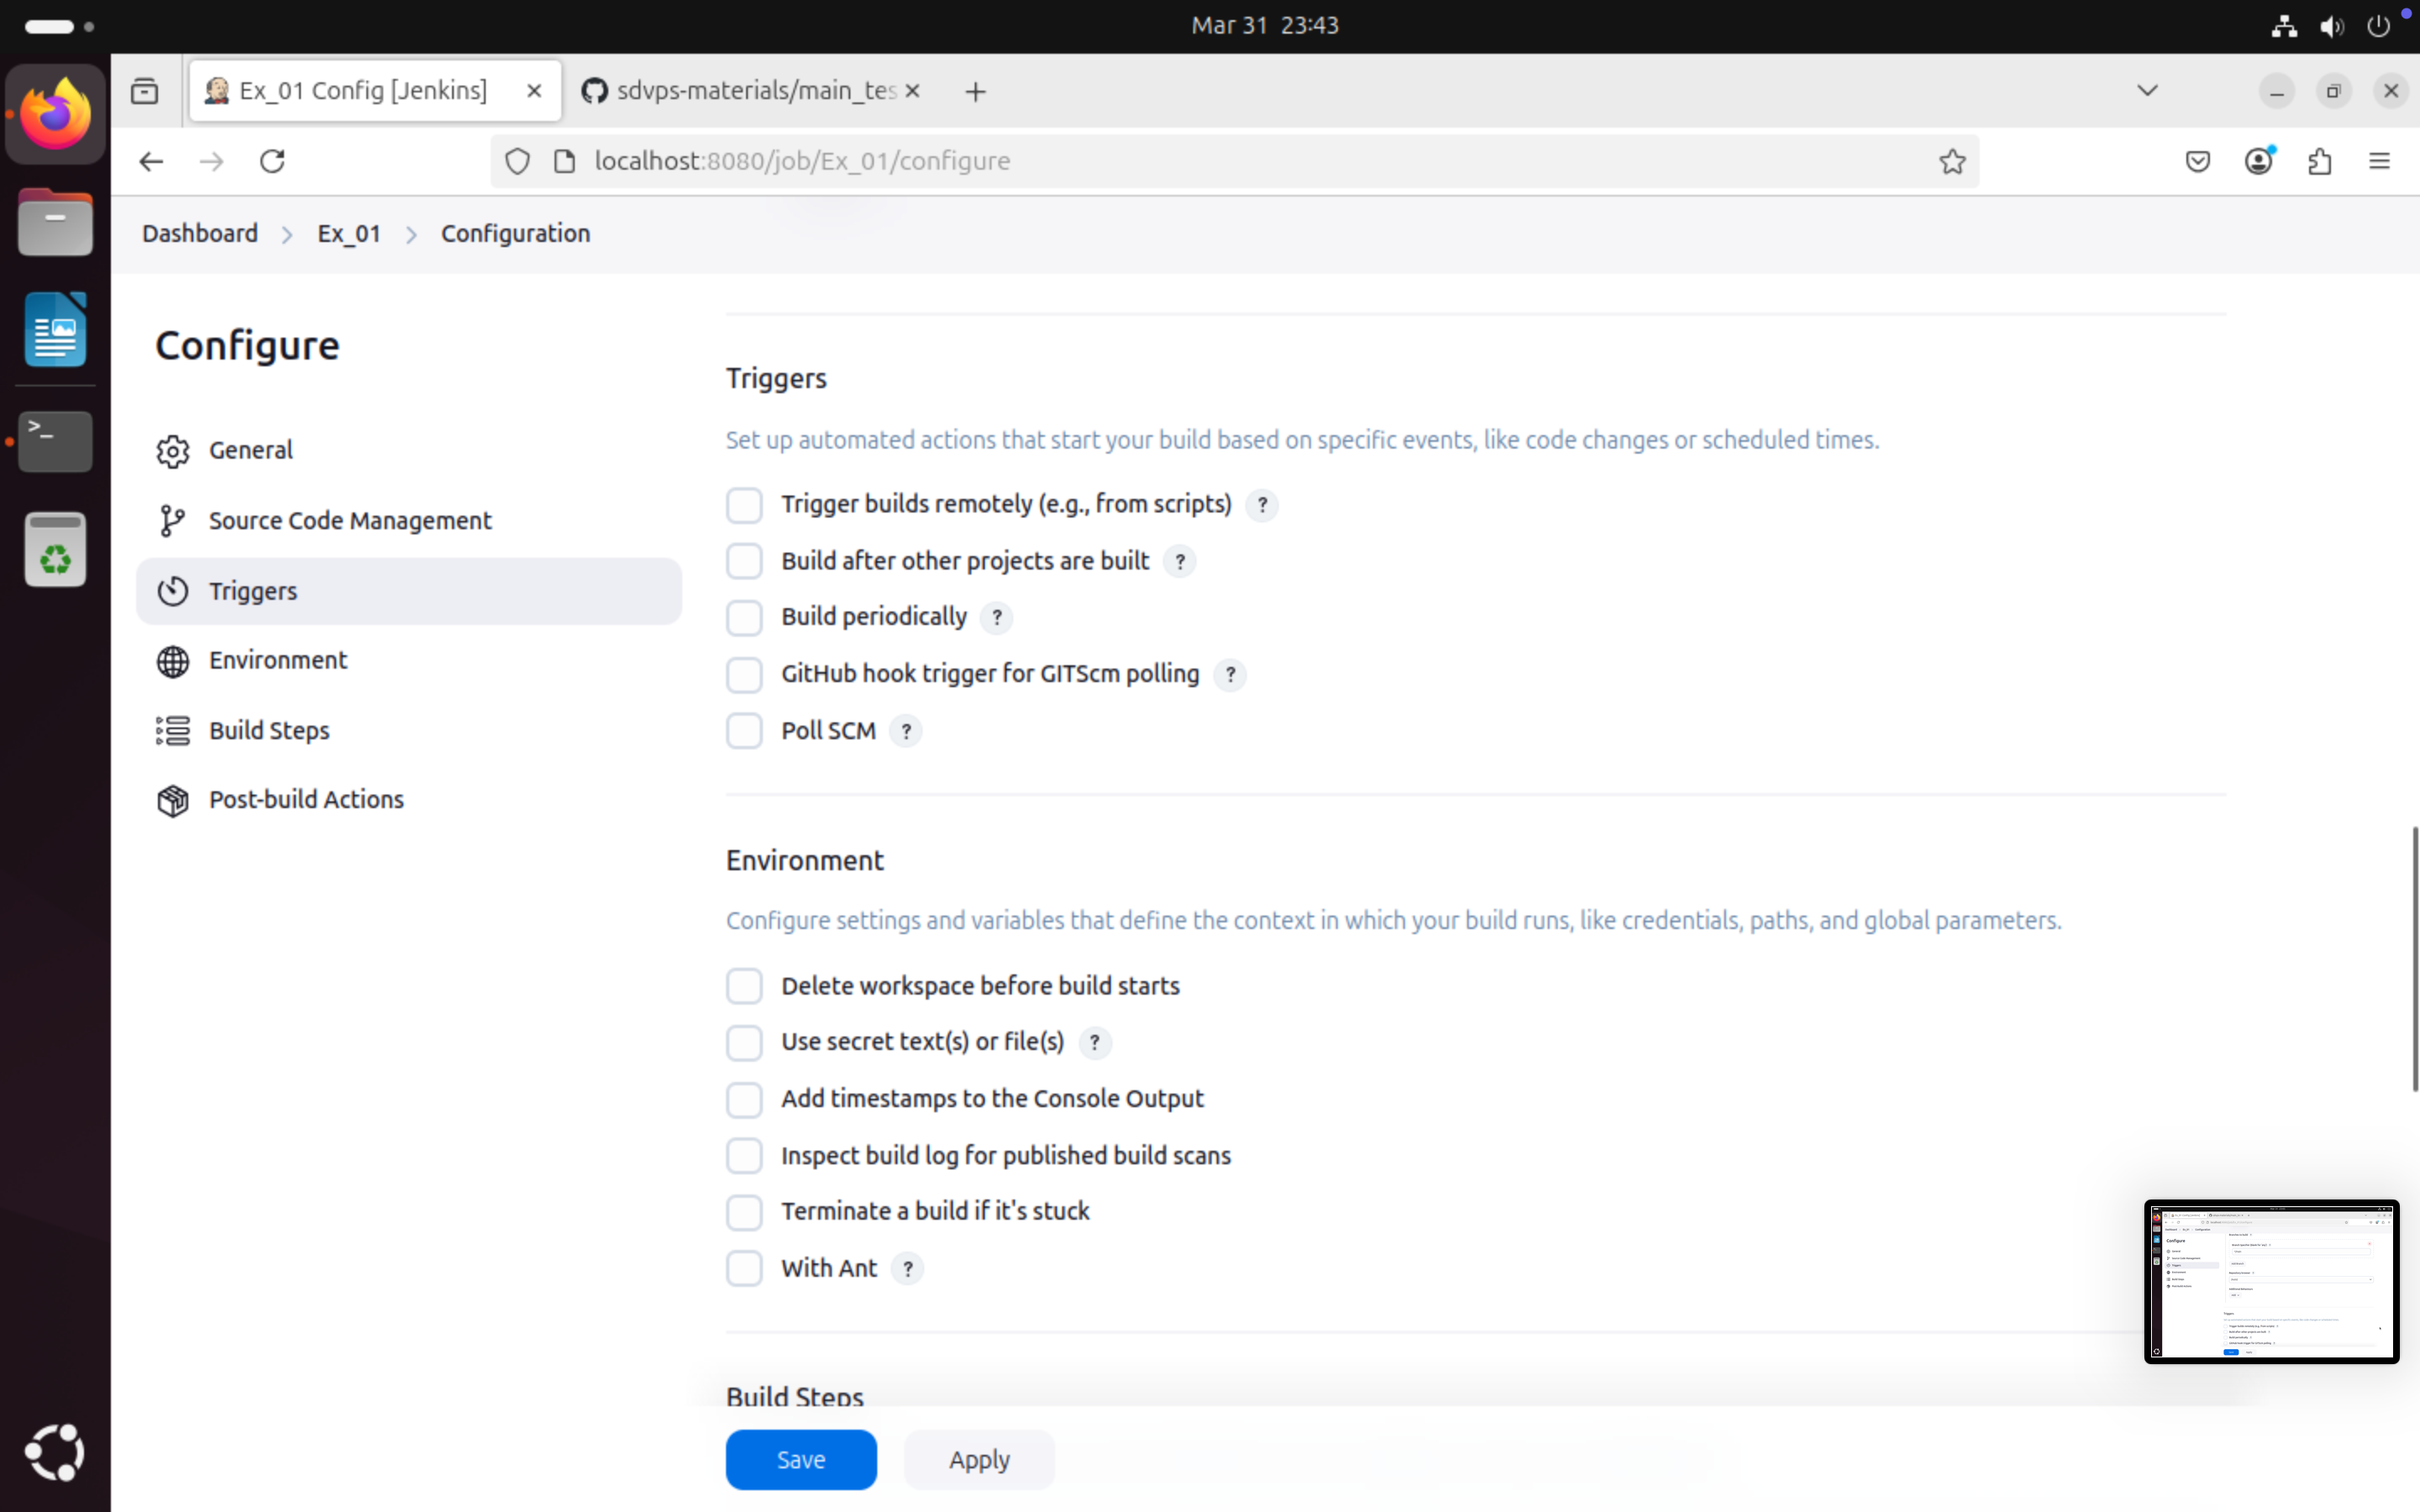 Mar 31 23:43
Ex_01 Config [Jenkins]
sdvps-materials/main_tes
localhost:8080/job/Ex_01/configure
Dashboard > Ex_01 > Configuration
Configure
General
Source Code Management
Triggers
Environment
Build Steps
Post-build Actions
Triggers
Set up automated actions that start your build based on specific events, like code changes or scheduled times.
Trigger builds remotely (e.g., from scripts) ?
Build after other projects are built ?
Build periodically ?
GitHub hook trigger for GITScm polling ?
Poll SCM ?
Environment
Configure settings and variables that define the context in which your build runs, like credentials, paths, and global parameters.
Delete workspace before build starts
Use secret text(s) or file(s) ?
Add timestamps to the Console Output
Inspect build log for published build scans
Terminate a build if it's stuck
With Ant ?
Build Steps
Save
Apply